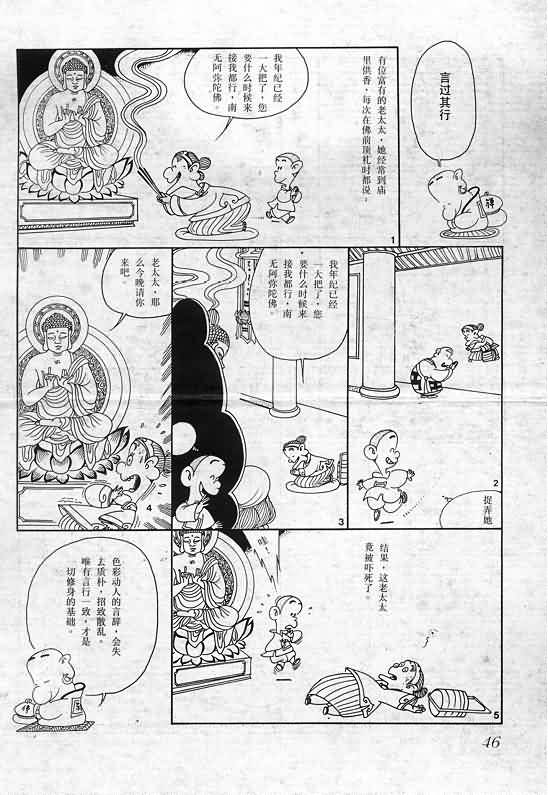 言过其行
禅
有位富有的老太太，她经常到庙
里供香，每次在佛前顶礼时都说：
我年纪已经
一大把了，您
要什么时候来
接我都行，南
无阿弥陀佛。
1
捉弄她
2
我年纪已经
一大把了，您
要什么时候来
接我都行，南
无阿弥陀佛。
3
老太太，那
么今晚请你
来吧。
4
结果，这老太太
竟被吓死了。
哇！
5
色彩动人的言辞，会失
去质朴，招致散乱。
唯有言行一致，才是
一切修身的基础。
禅
46